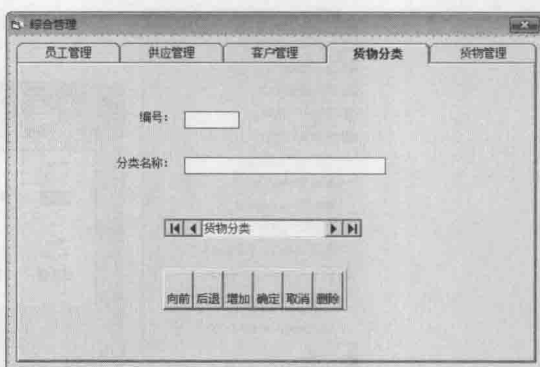 综合管理
员工管理 供应管理 客户管理 货物分类 货物管理
编号：
分类名称：
货物分类
向前 后退 增加 确定 取消 删除